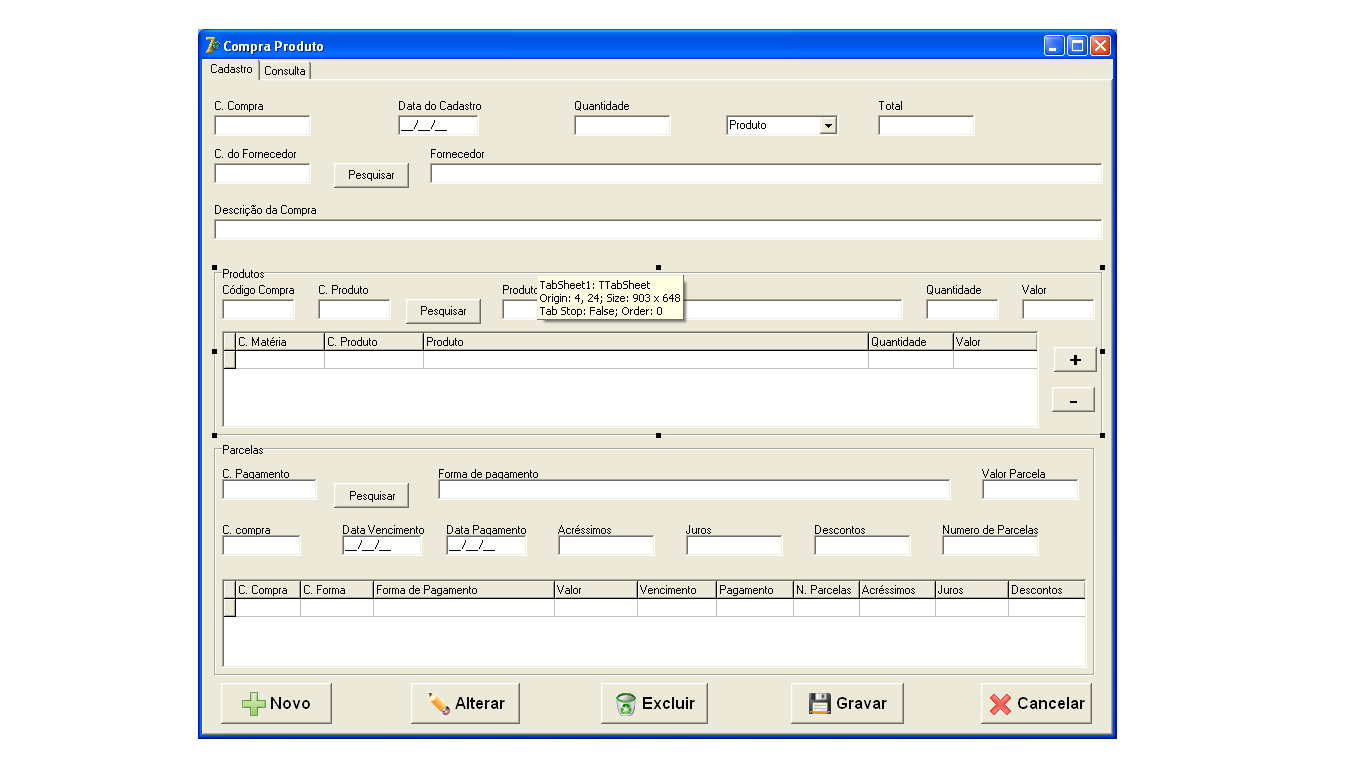 Compra Produto
Cadastro Consulta
C. Compra Data do Cadastro Quantidade Total
__/__/__ Produto
C. do Fornecedor Fornecedor
Pesquisar
Descrição da Compra
Produtos
Código Compra C. Produto Quantidade Valor
TabSheet1: TTabSheet
Origin: 4, 24; Size: 903 x 648
Tab Stop: False; Order: 0
Pesquisar
C. Matéria C. Produto Produto Quantidade Valor
+
-
Parcelas
C. Pagamento Forma de pagamento Valor Parcela
Pesquisar
C. compra Data Vencimento Data Pagamento Acréssimos Juros Descontos Numero de Parcelas
__/__/__ __/__/__
C. Compra C. Forma Forma de Pagamento Valor Vencimento Pagamento N. Parcelas Acréssimos Juros Descontos
Novo Alterar Excluir Gravar Cancelar